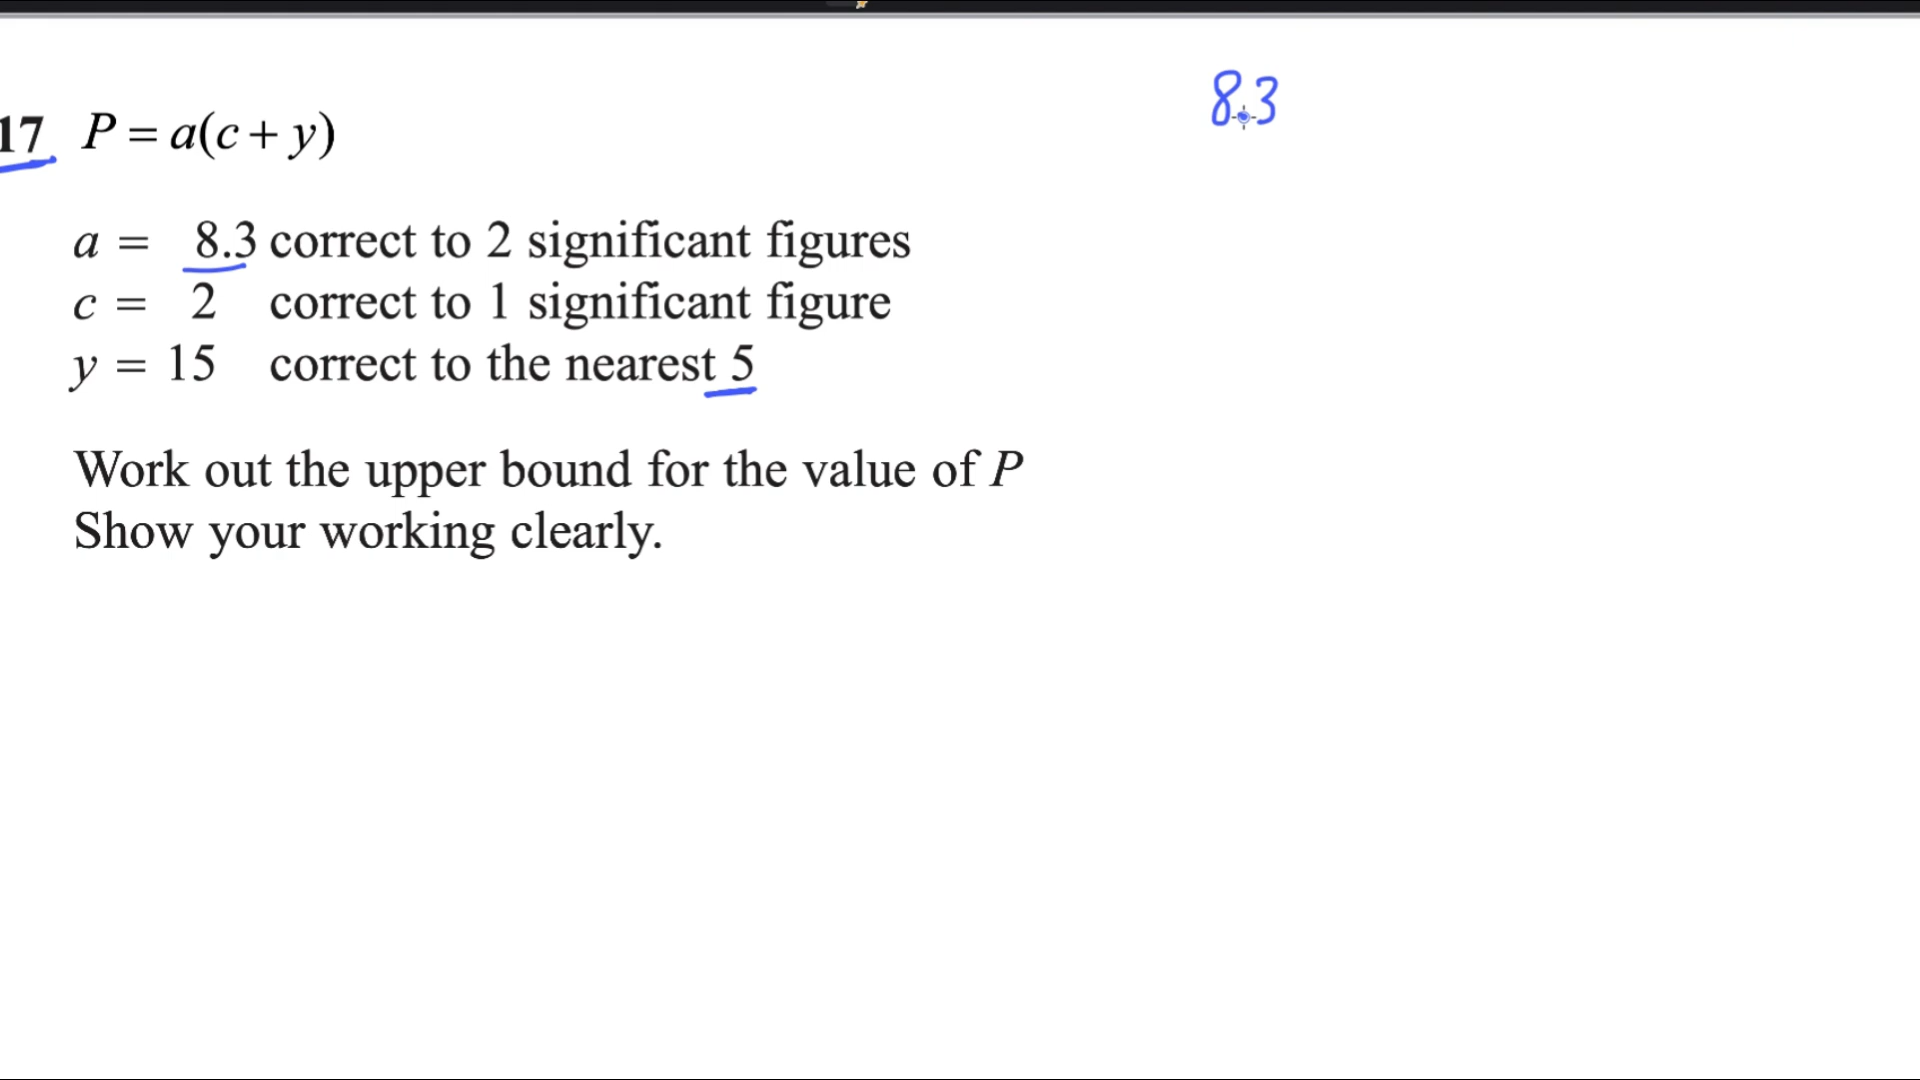 8.3
17 P = a(c + y)
a = 8.3 correct to 2 significant figures
c = 2 correct to 1 significant figure
y = 15 correct to the nearest 5
Work out the upper bound for the value of P
Show your working clearly.